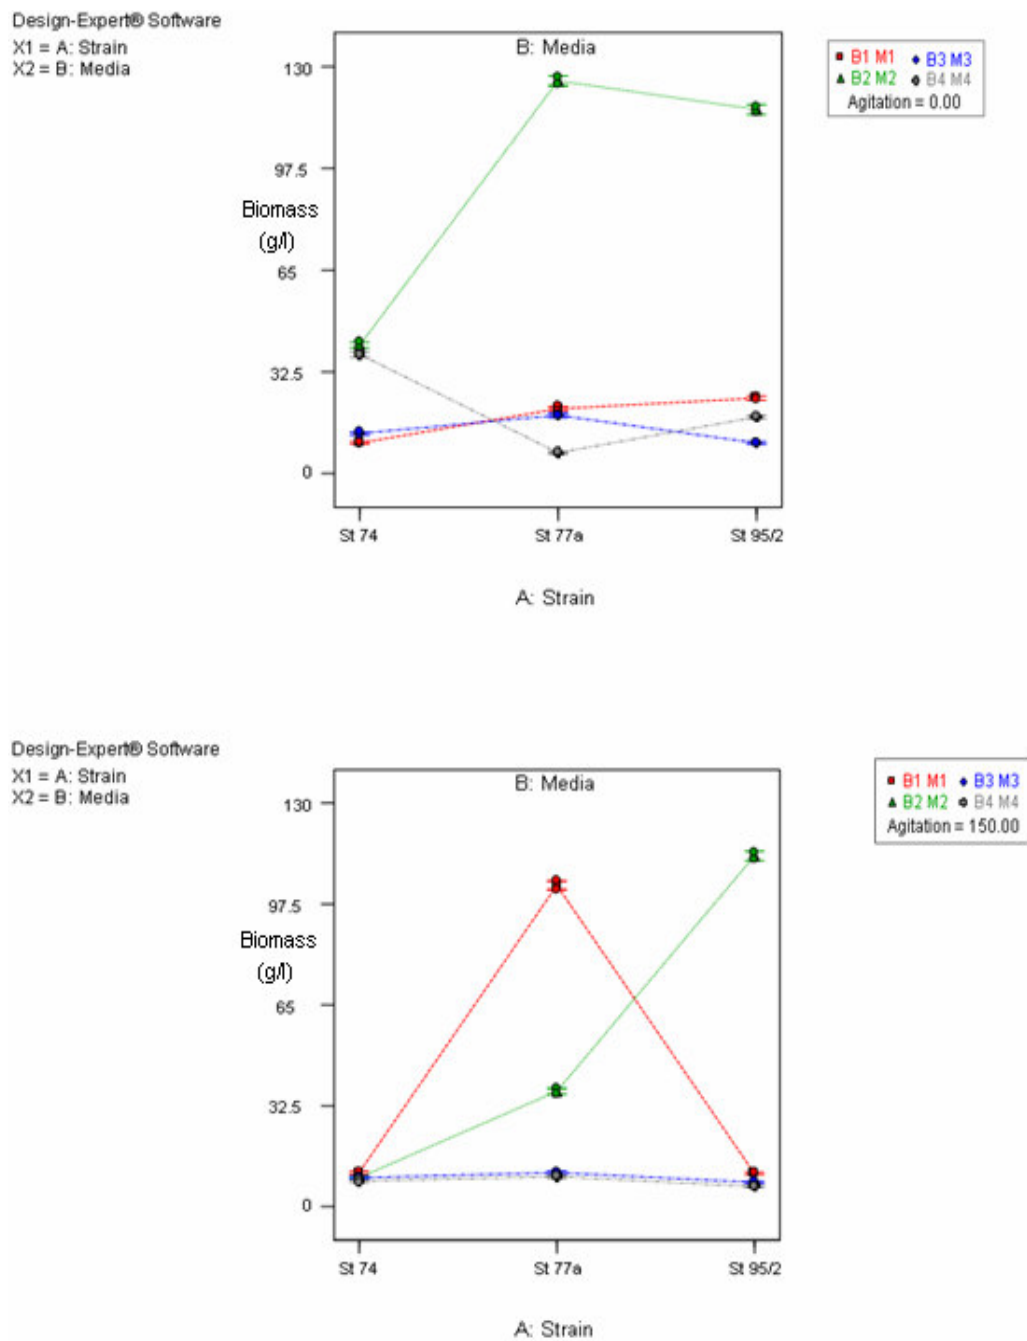 Design-Expert® Software
X1 = A: Strain
X2 = B: Media
B: Media
B1 M1 B3 M3
B2 M2 B4 M4
Agitation = 0.00
130
97.5
Biomass
(g/l)
65
32.5
0
St 74 St 77a St 95/2
A: Strain
Design-Expert® Software
X1 = A: Strain
X2 = B: Media
B: Media
B1 M1 B3 M3
B2 M2 B4 M4
Agitation = 150.00
130
97.5
Biomass
(g/l)
65
32.5
0
St 74 St 77a St 95/2
A: Strain